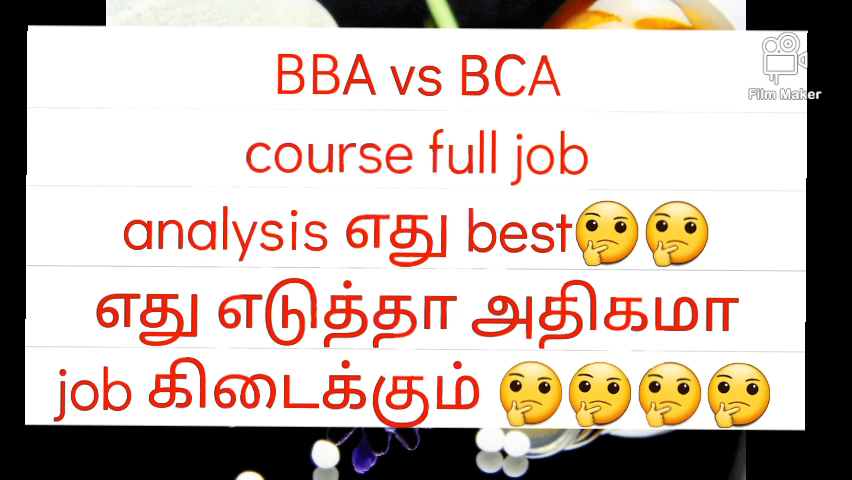 BBA vs BCA
course full job
analysis எது best🤔🤔
எது எடுத்தா அதிகமா
job கிடைக்கும் 🤔🤔🤔🤔
Film Maker